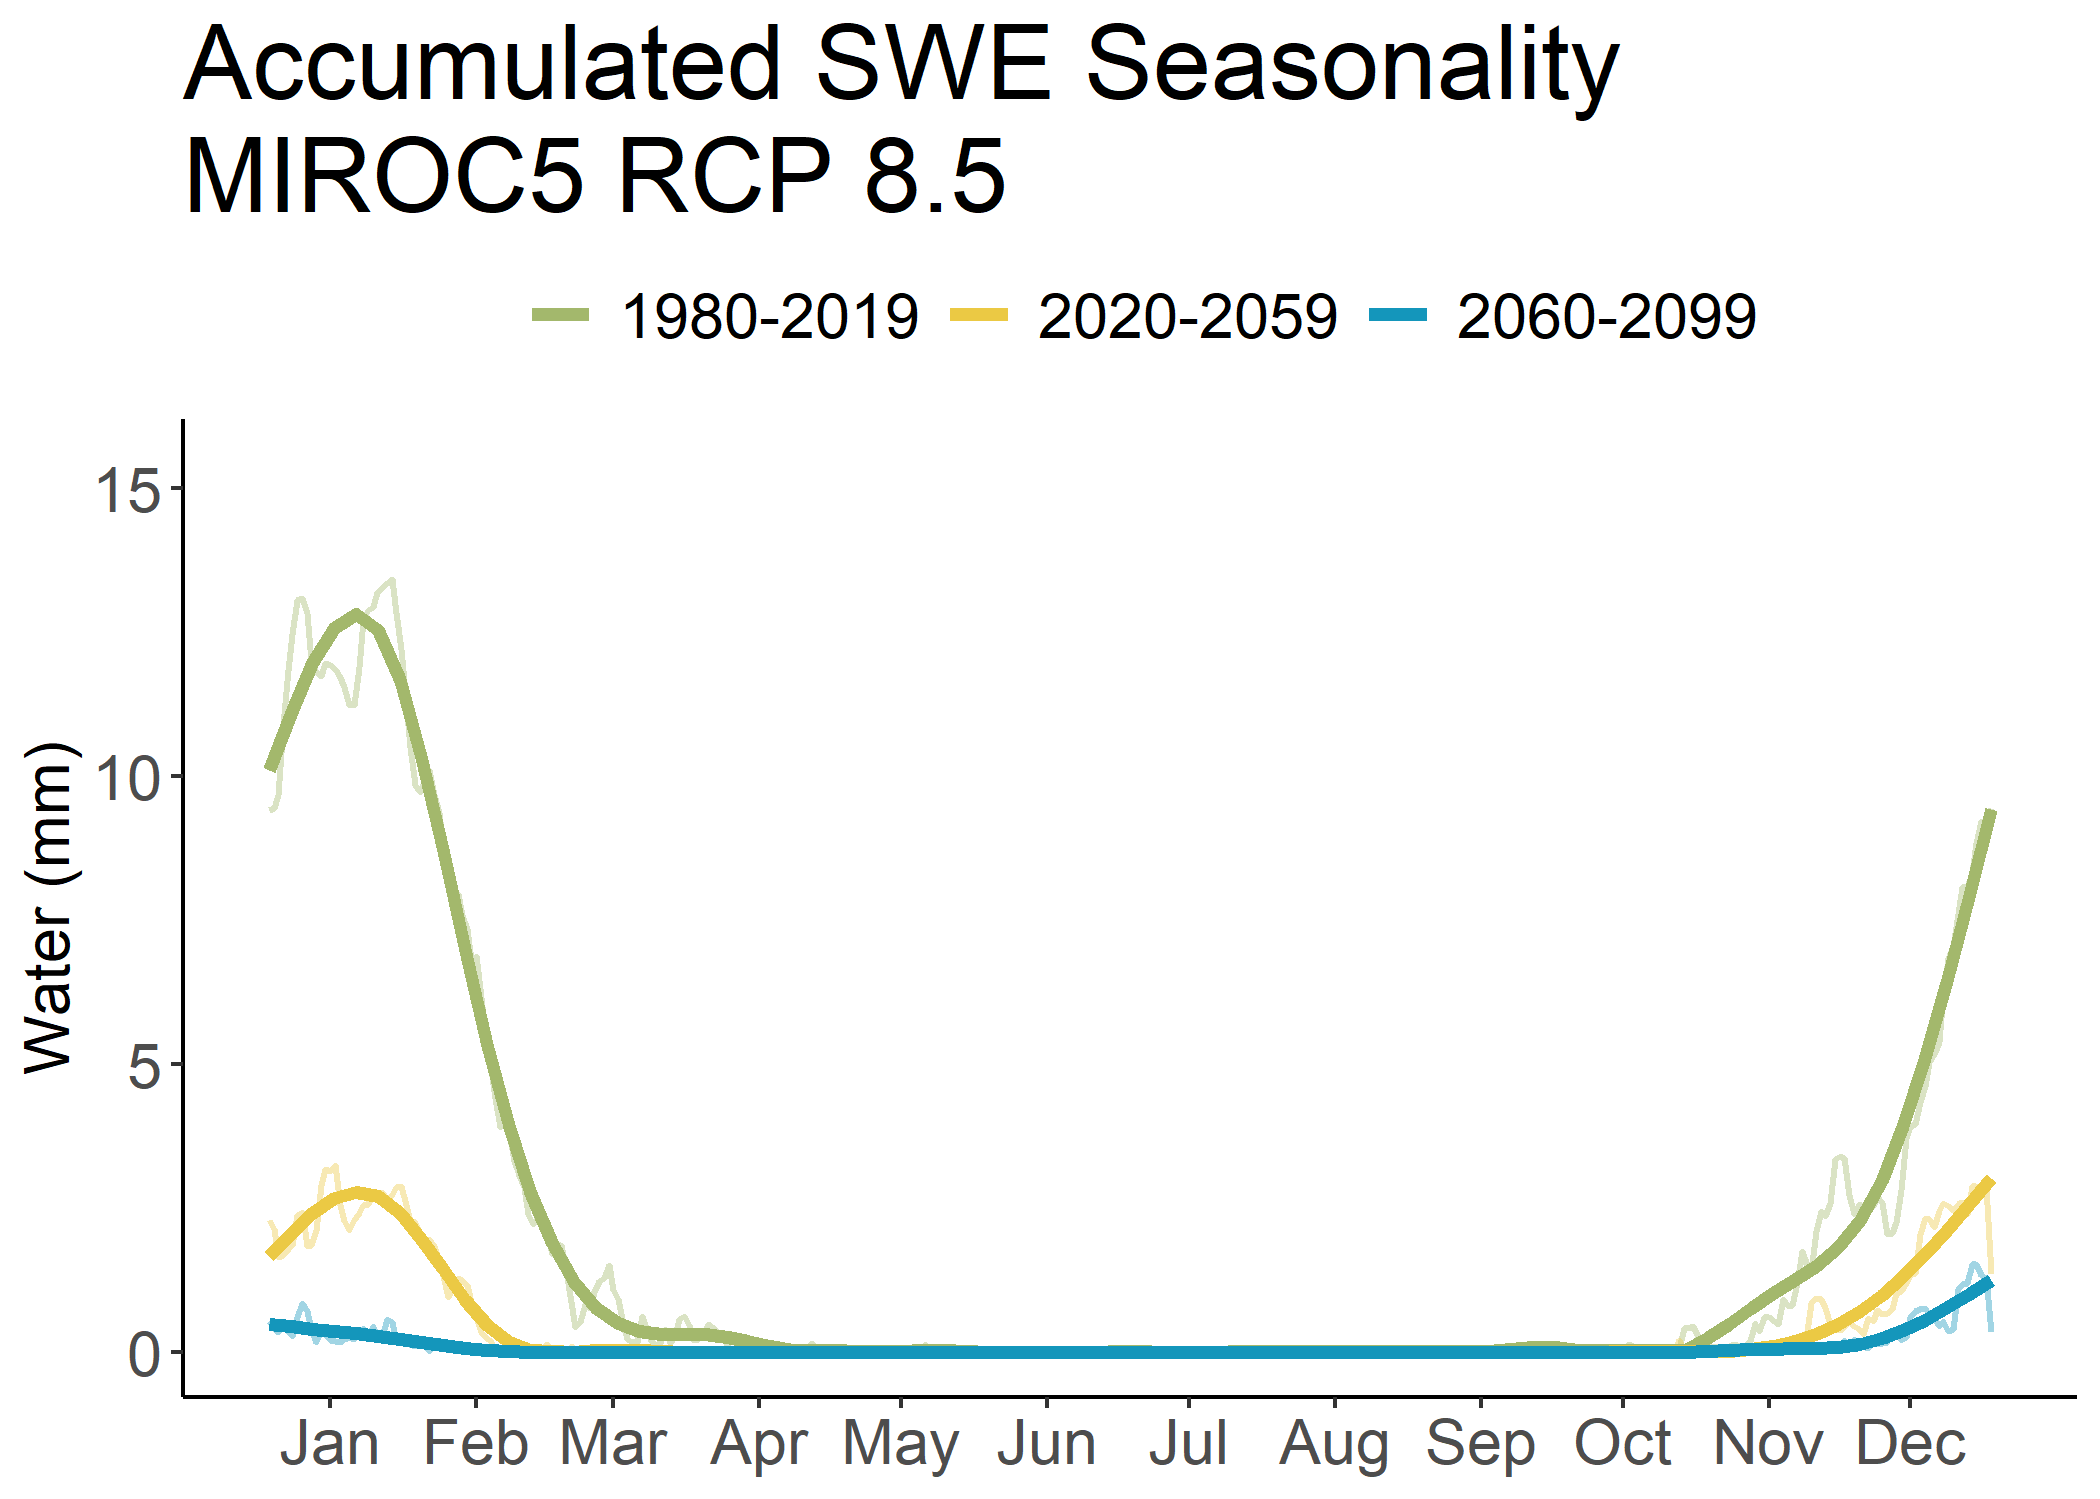 Accumulated SWE Seasonality
MIROC5 RCP 8.5
1980-2019 2020-2059 2060-2099
15
10
5
0
Water (mm)
Jan Feb Mar Apr May Jun Jul Aug Sep Oct Nov Dec